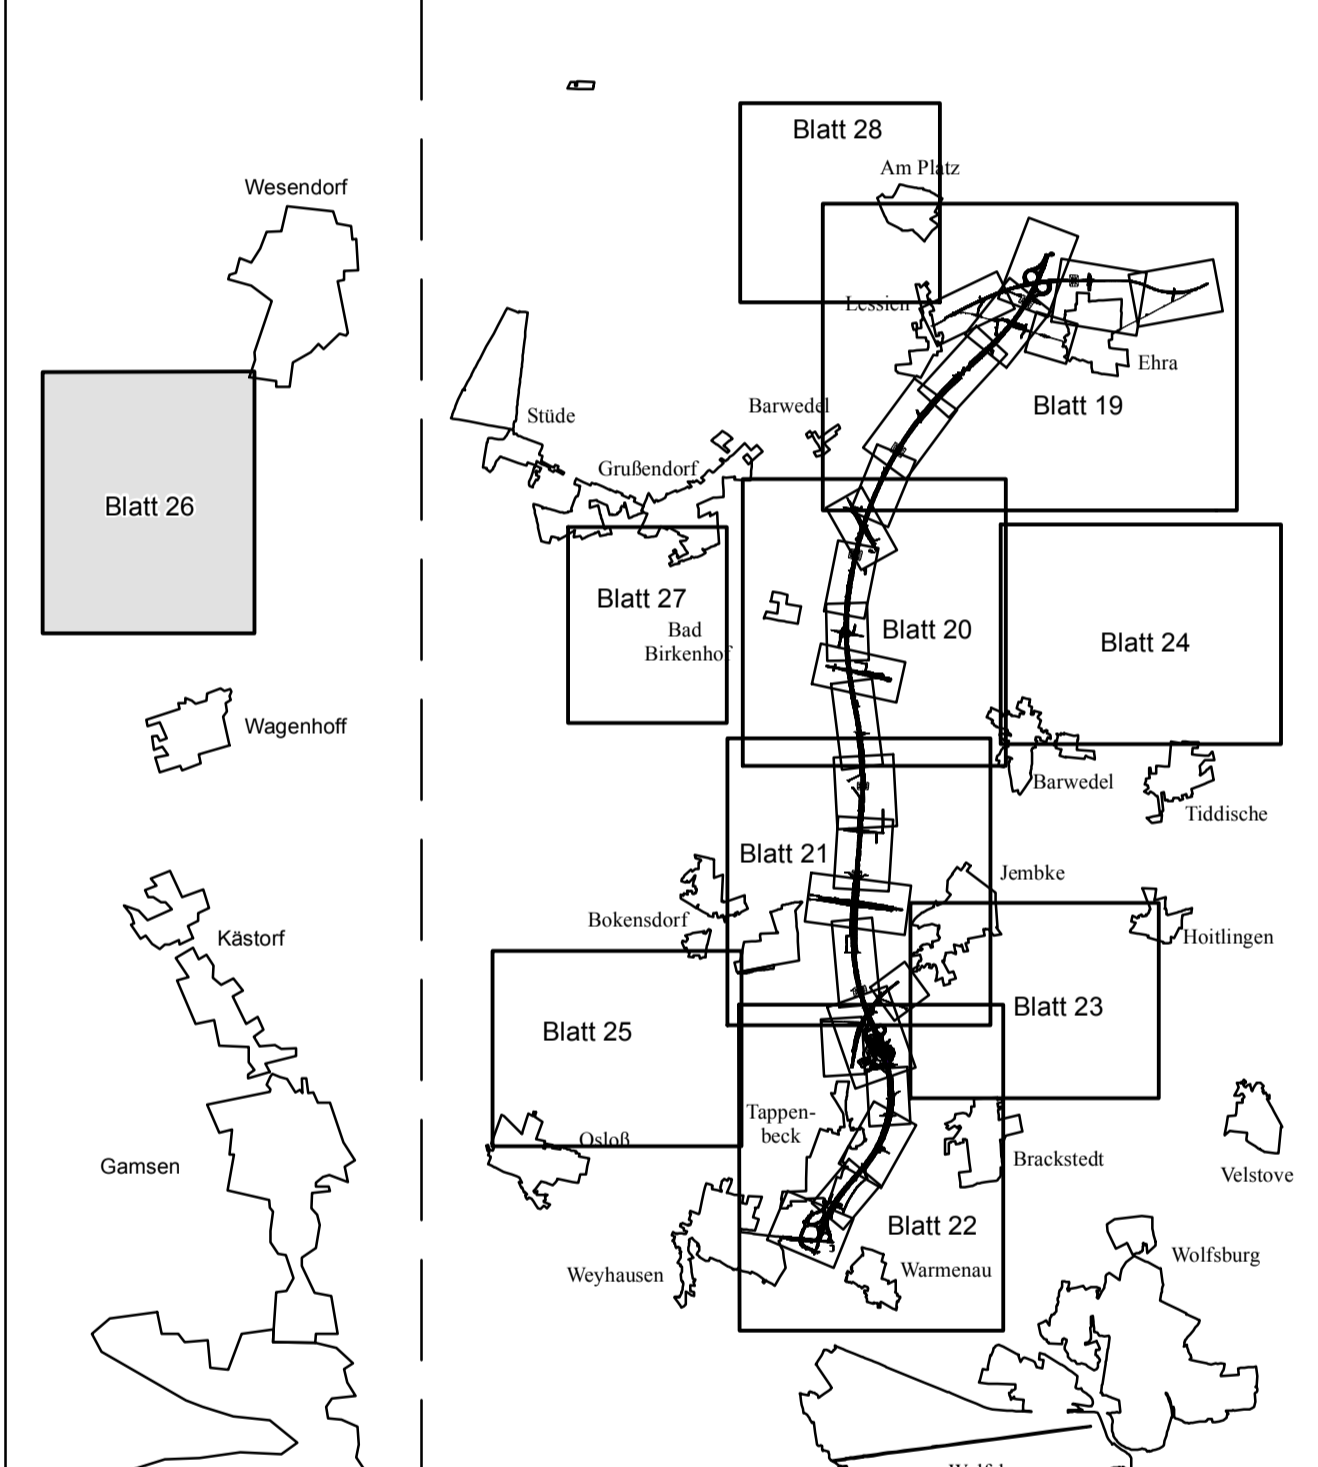 Blatt 28
Am Platz
Wesendorf
Lessien
Ehra
Blatt 19
Barwedel
Stüde
Grußendorf
Blatt 26
Blatt 27
Bad
Birkenhof
Blatt 20
Blatt 24
Wagenhoff
Barwedel
Tiddische
Blatt 21
Jembke
Bokensdorf
Kästorf
Hoitlingen
Blatt 23
Blatt 25
Tappen-
beck
Osloß
Gamsen
Brackstedt
Velstove
Blatt 22
Wolfsburg
Weyhausen
Warmenau